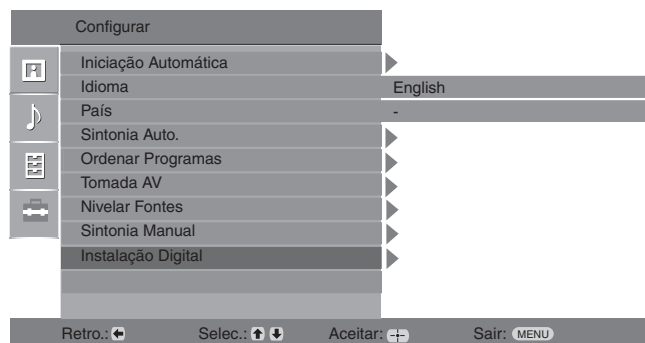 Configurar
Iniciação Automática
Idioma English
País -
Sintonia Auto.
Ordenar Programas
Tomada AV
Nivelar Fontes
Sintonia Manual
Instalação Digital
Retro.: Selec.: Aceitar: Sair: MENU